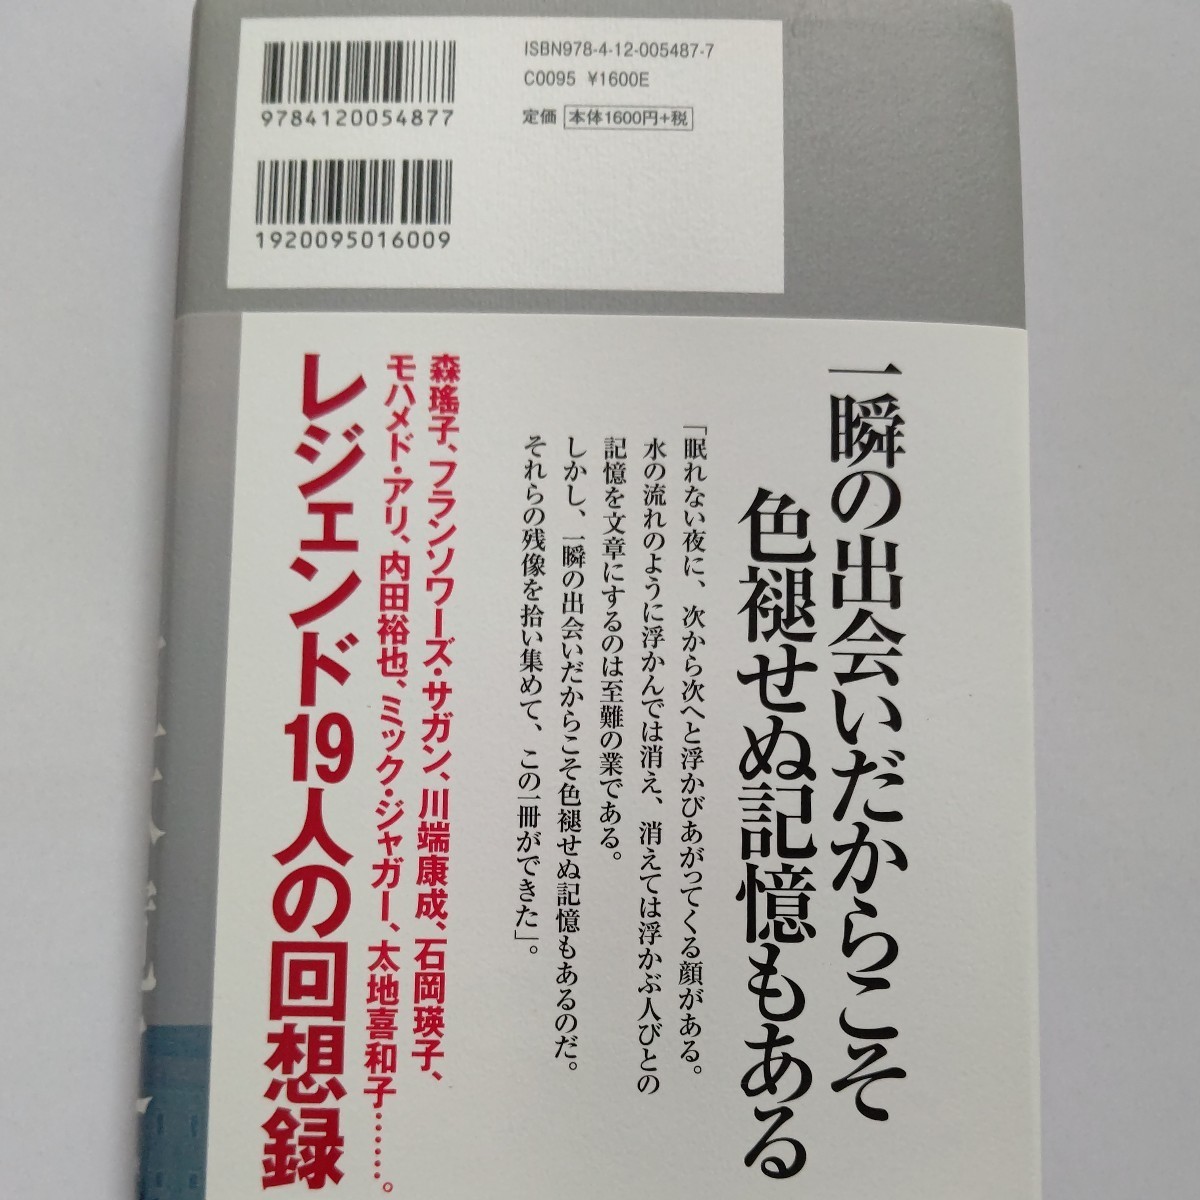 ISBN978-4-12-005487-7
C0095 ¥1600E
定価 本体1600円+税
9784120054877
1920095016009
一瞬の出会いだからこそ
色褪せぬ記憶もある
「眠れない夜に、次から次へと浮かびあがってくる顔がある。
水の流れのように浮かんでは消え、消えては浮かぶ人びとの
記憶を文章にするのは至難の業である。
しかし、一瞬の出会いだからこそ色褪せぬ記憶もあるのだ。
それらの残像を拾い集めて、この一冊ができた」。
森瑤子、フランソワーズ・サガン、川端康成、石岡瑛子、
モハメド・アリ、内田裕也、ミック・ジャガー、太地喜和子……。
レジェンド19人の回想録